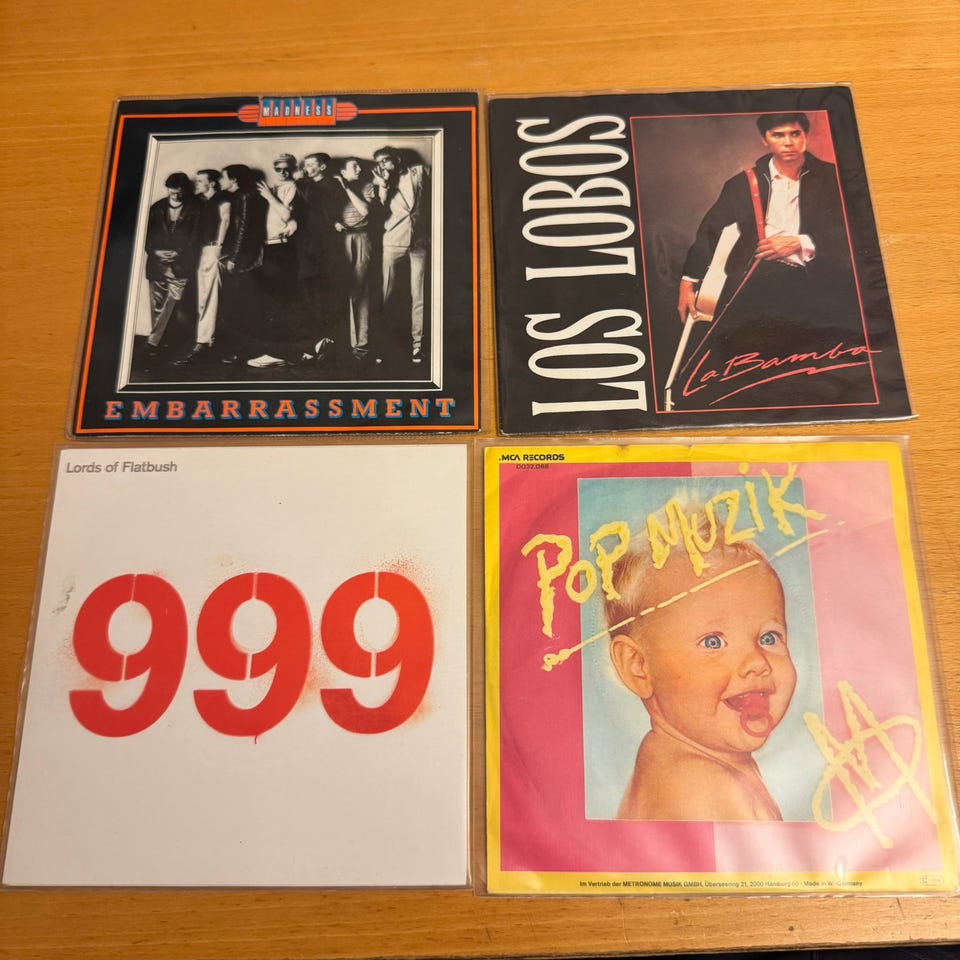 MADNESS
EMBARRASSMENT
LOS LOBOS
La Bamba
Lords of Flatbush
999
.MCA RECORDS
0032.068
POP MUZIK
M
Im Vertrieb der METRONOME MUSIK GMBH, Überseering 21, 2000 Hamburg 60 · Made in W.-Germany